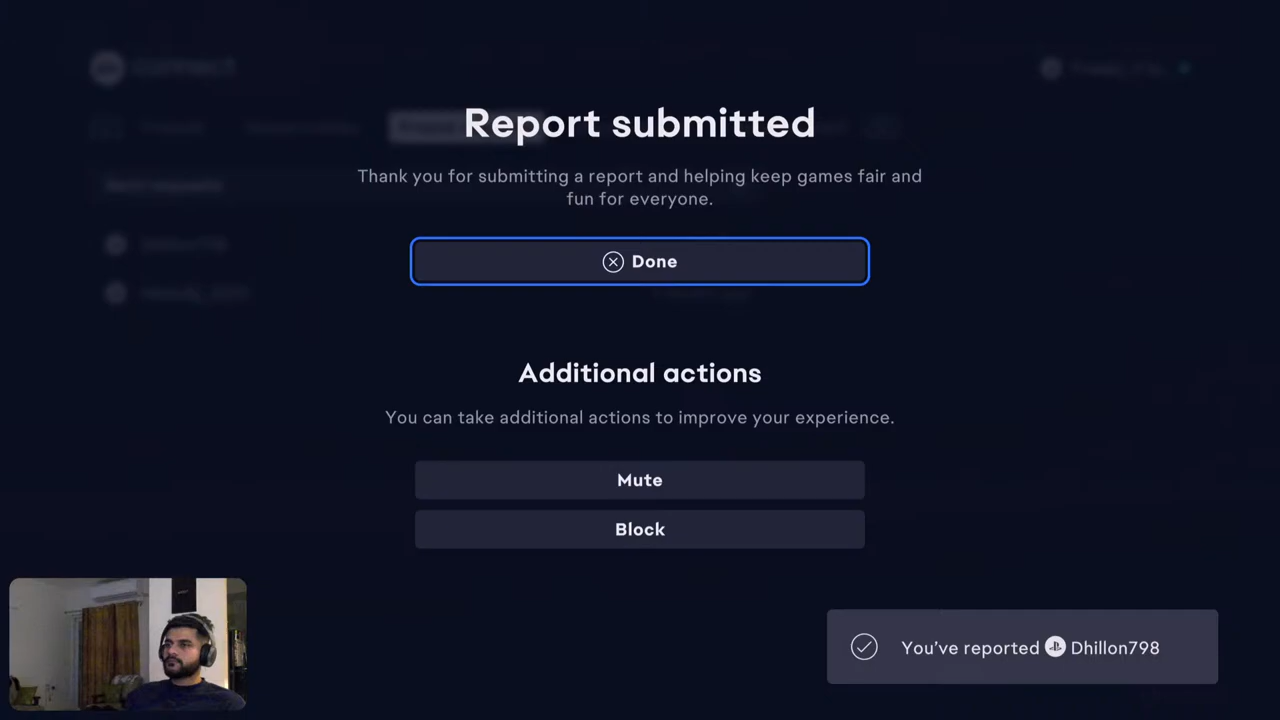 Report submitted
Thank you for submitting a report and helping keep games fair and
fun for everyone.
Done
Additional actions
You can take additional actions to improve your experience.
Mute
Block
You've reported Dhillon798